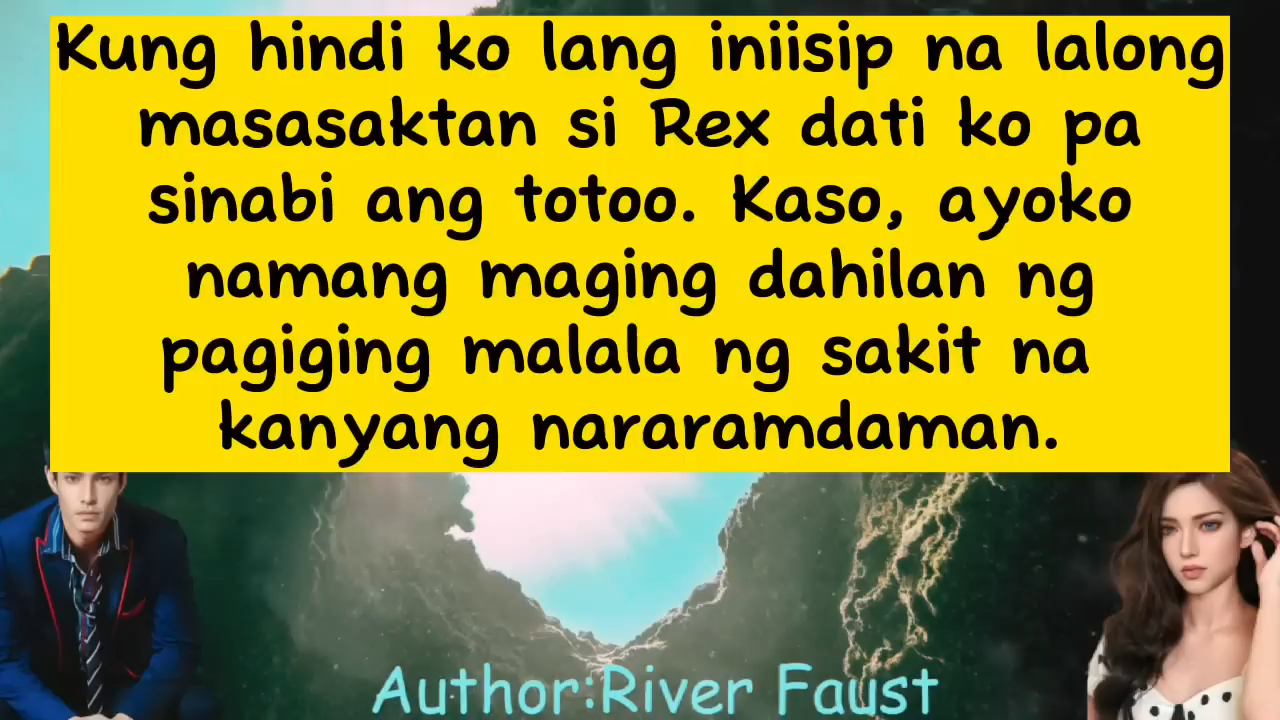 Kung hindi ko lang iniisip na lalong
masasaktan si Rex dati ko pa
sinabi ang totoo. Kaso, ayoko
namang maging dahilan ng
pagiging malala ng sakit na
kanyang nararamdaman.
Author:River Faust